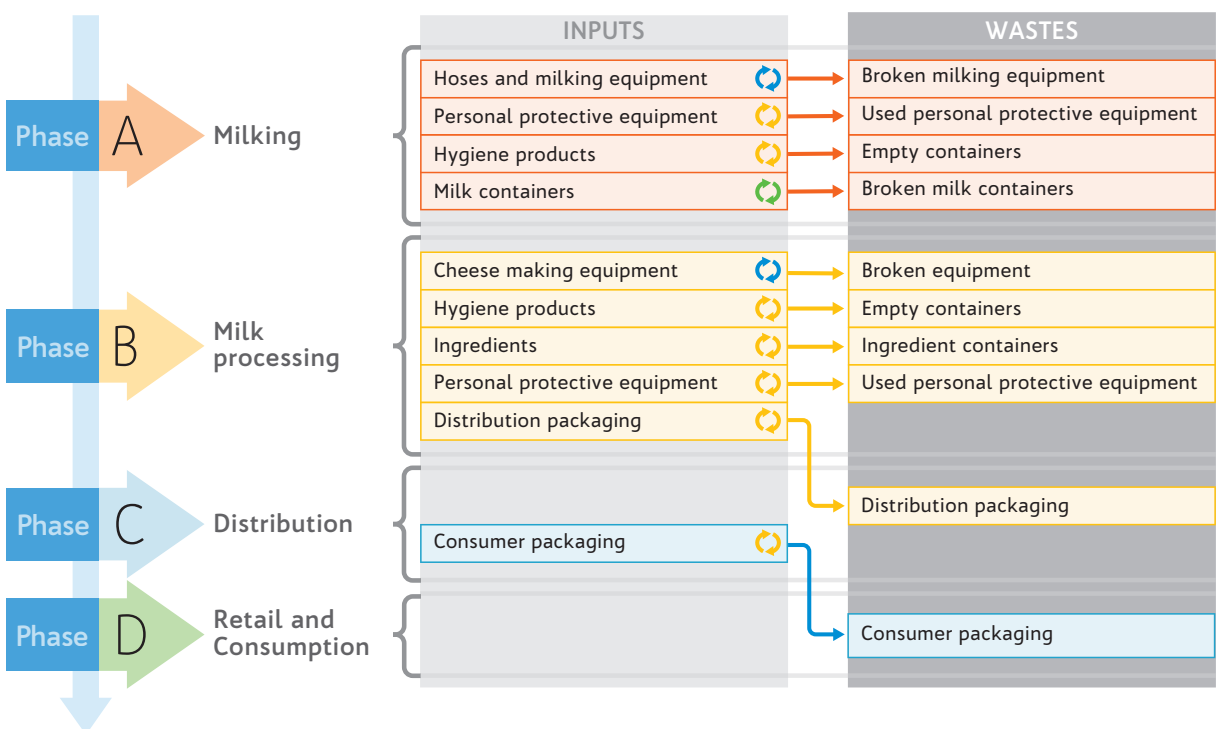 INPUTS
WASTES
Phase A
Milking
Hoses and milking equipment
Broken milking equipment
Personal protective equipment
Used personal protective equipment
Hygiene products
Empty containers
Milk containers
Broken milk containers
Phase B
Milk
processing
Cheese making equipment
Broken equipment
Hygiene products
Empty containers
Ingredients
Ingredient containers
Personal protective equipment
Used personal protective equipment
Distribution packaging
Phase C
Distribution
Distribution packaging
Consumer packaging
Phase D
Retail and
Consumption
Consumer packaging